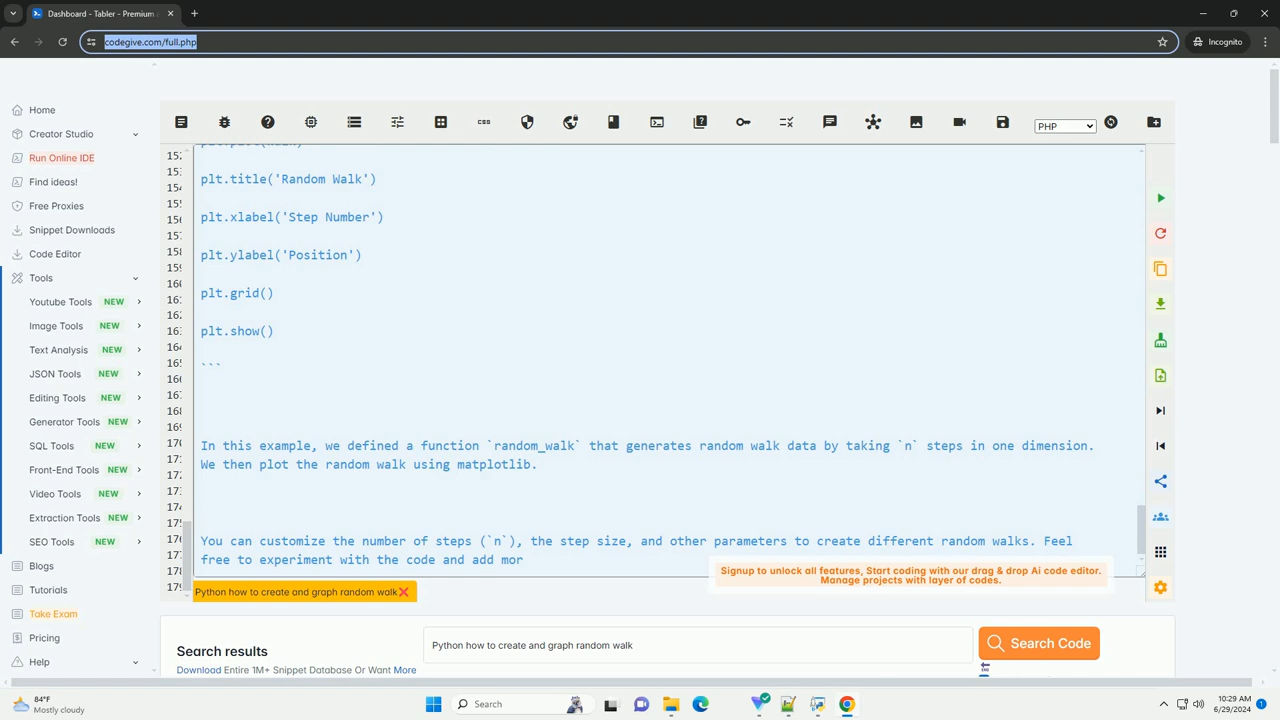 Dashboard - Tabler - Premium
codegive.com/full.php
Incognito
Home
Creator Studio
Run Online IDE
Find ideas!
Free Proxies
Snippet Downloads
Code Editor
Tools
Youtube Tools NEW
Image Tools NEW
Text Analysis NEW
JSON Tools NEW
Editing Tools NEW
Generator Tools NEW
SQL Tools NEW
Front-End Tools NEW
Video Tools NEW
Extraction Tools NEW
SEO Tools NEW
Blogs
Tutorials
Take Exam
Pricing
Help
CSS
PHP
plt.title('Random Walk')
plt.xlabel('Step Number')
plt.ylabel('Position')
plt.grid()
plt.show()
```
In this example, we defined a function `random_walk` that generates random walk data by taking `n` steps in one dimension.
We then plot the random walk using matplotlib.
You can customize the number of steps (`n`), the step size, and other parameters to create different random walks. Feel
free to experiment with the code and add mor
Signup to unlock all features, Start coding with our drag & drop Ai code editor.
Manage projects with layer of codes.
Python how to create and graph random walk❌
Search results
Python how to create and graph random walk
Search Code
Download Entire 1M+ Snippet Database Or Want More
84°F
Mostly cloudy
Search
10:29 AM
6/29/2024